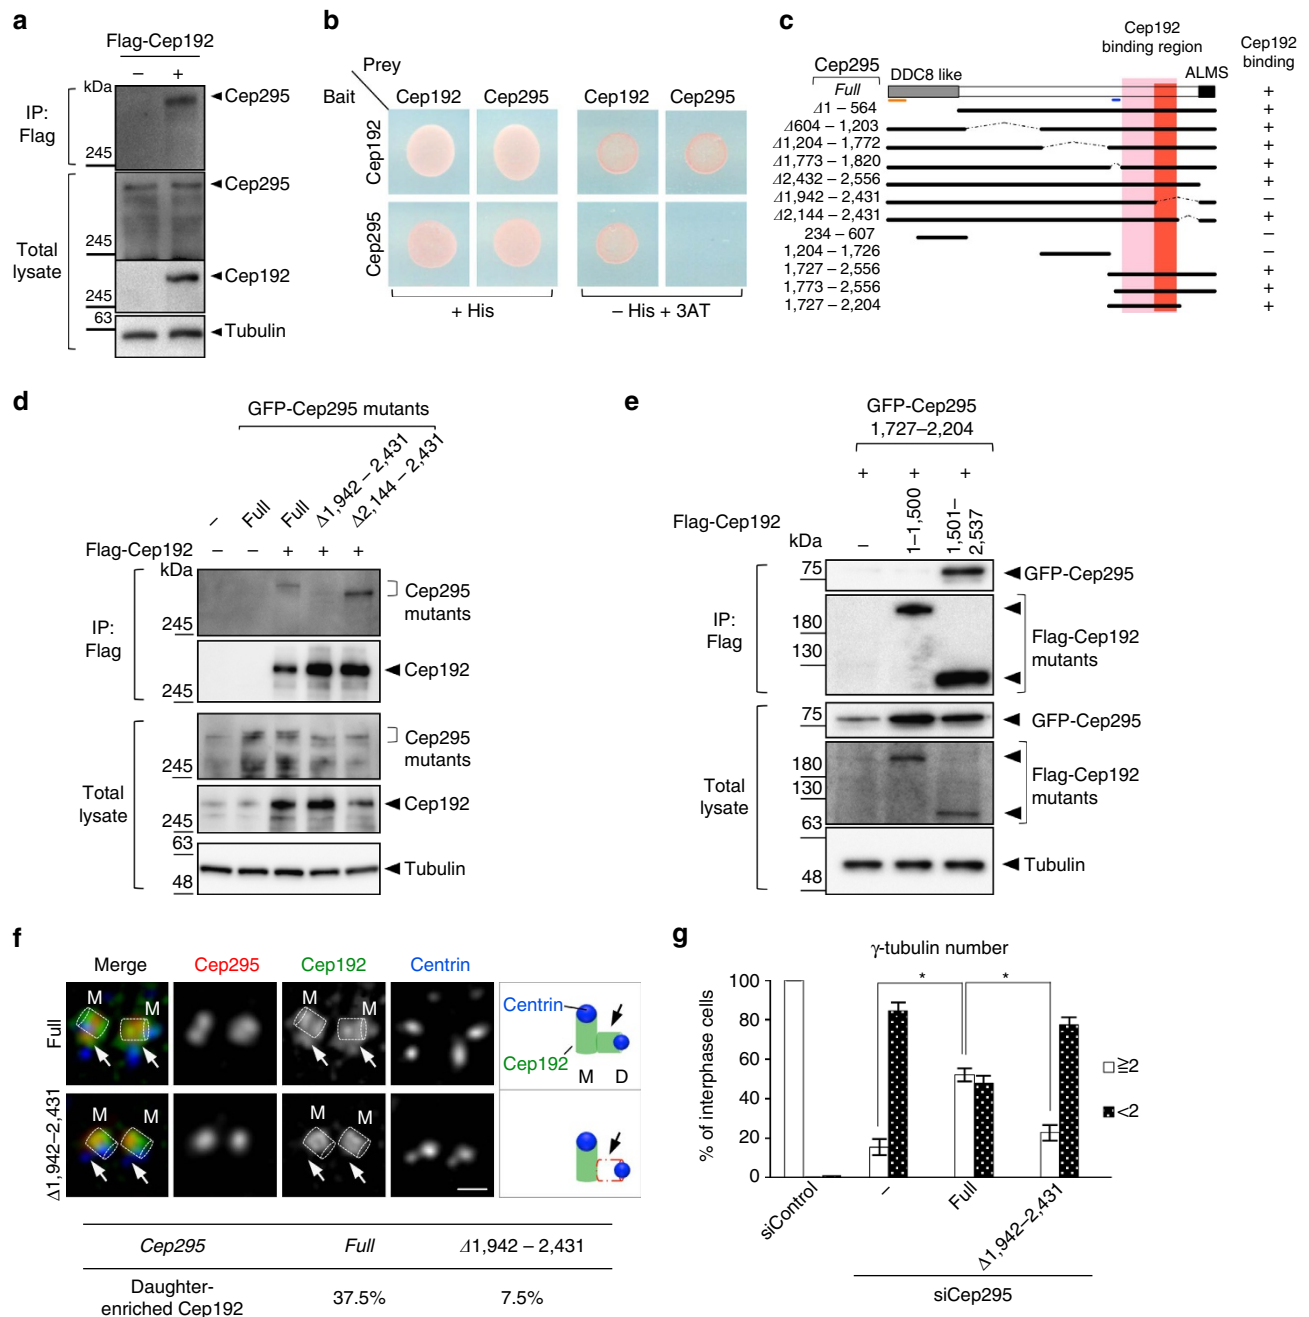 a
Flag-Cep192
– +
kDa
IP:
Flag
Cep295
245
Cep295
Total
lysate
245
Cep192
245
63
Tubulin
b
Prey
Bait
Cep192 Cep295 Cep192 Cep295
Cep192
Cep295
+ His
– His + 3AT
c
Cep192
binding region
Cep192
binding
Cep295
DDC8 like
ALMS
Full +
Δ1 – 564 +
Δ604 – 1,203 +
Δ1,204 – 1,772 +
Δ1,773 – 1,820 +
Δ2,432 – 2,556 +
Δ1,942 – 2,431 –
Δ2,144 – 2,431 +
234 – 607 –
1,204 – 1,726 –
1,727 – 2,556 +
1,773 – 2,556 +
1,727 – 2,204 +
d
GFP-Cep295 mutants
– Full Full Δ1,942 – 2,431 Δ2,144 – 2,431
Flag-Cep192 – – + + +
kDa
IP:
Flag
Cep295
mutants
245
Cep192
245
Total
lysate
Cep295
mutants
245
Cep192
245
63
Tubulin
48
e
GFP-Cep295
1,727–2,204
+ + +
Flag-Cep192
– 1–1,500 1,501–
2,537
kDa
75
GFP-Cep295
IP:
Flag
180
130
Flag-Cep192
mutants
75
GFP-Cep295
Total
lysate
180
130
63
Flag-Cep192
mutants
Tubulin
48
f
Merge Cep295 Cep192 Centrin
Full
M M M M
Centrin
Cep192
M D
Δ1,942–2,431
M M M M
Cep295 Full Δ1,942 – 2,431
Daughter-
enriched Cep192 37.5% 7.5%
g
γ-tubulin number
% of interphase cells
100
80
60
40
20
0
* *
≧2
<2
siControl – Full Δ1,942–2,431
siCep295